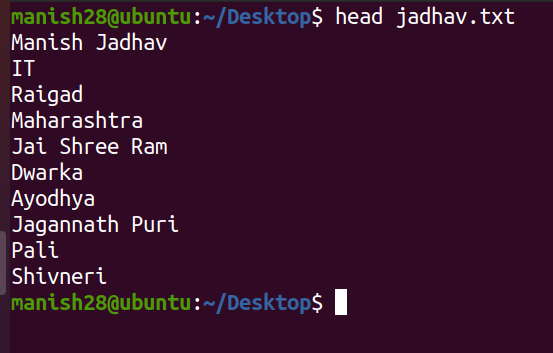 manish28@ubuntu:~/Desktop$ head jadhav.txt
Manish Jadhav
IT
Raigad
Maharashtra
Jai Shree Ram
Dwarka
Ayodhya
Jagannath Puri
Pali
Shivneri
manish28@ubuntu:~/Desktop$